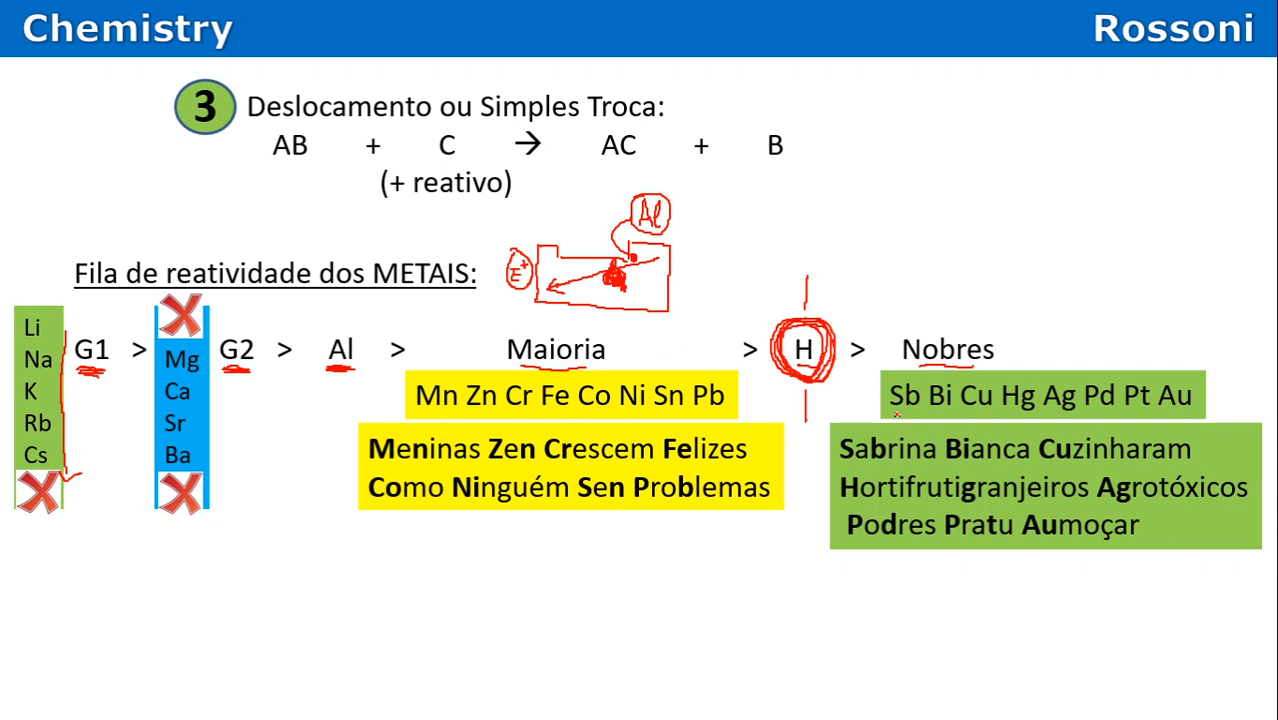 Chemistry Rossoni
3 Deslocamento ou Simples Troca:
AB + C → AC + B
(+ reativo)
Al
E+
Fila de reatividade dos METAIS:
Li
Na
K
Rb
Cs
G1 > G2 > Al > Maioria > H > Nobres
Mg
Ca
Sr
Ba
Mn Zn Cr Fe Co Ni Sn Pb
Meninas Zen Crescem Felizes
Como Ninguém Sen Problemas
Sb Bi Cu Hg Ag Pd Pt Au
Sabrina Bianca Cuzinharam
Hortifrutigranjeiros Agrotóxicos
Podres Pratu Aumoçar